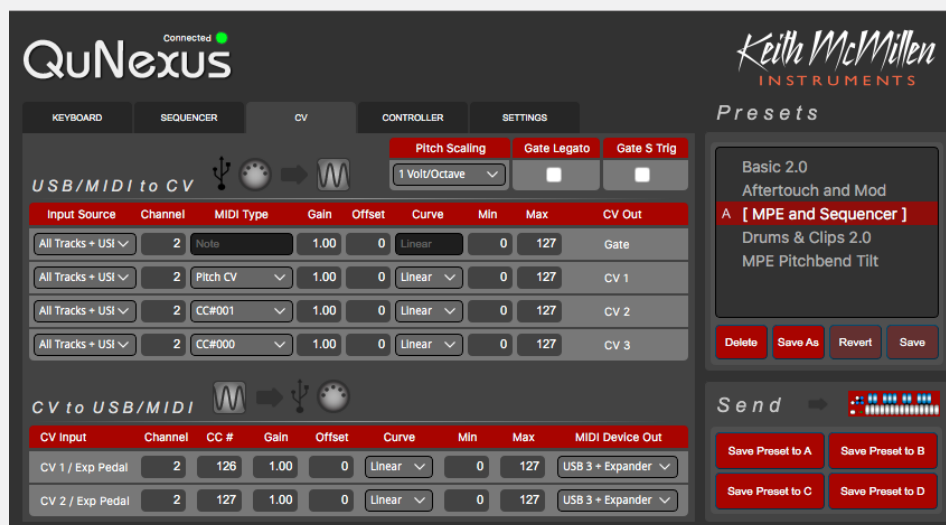 Connected
QuNexus
Keith McMillen
INSTRUMENTS
KEYBOARD SEQUENCER CV CONTROLLER SETTINGS
Presets
Pitch Scaling Gate Legato Gate S Trig
USB/MIDI to CV 1 Volt/Octave
Input Source Channel MIDI Type Gain Offset Curve Min Max CV Out
All Tracks + USI 2 Note 1.00 0 Linear 0 127 Gate
All Tracks + USI 2 Pitch CV 1.00 0 Linear 0 127 CV 1
All Tracks + USI 2 CC#001 1.00 0 Linear 0 127 CV 2
All Tracks + USI 2 CC#000 1.00 0 Linear 0 127 CV 3
Basic 2.0
Aftertouch and Mod
A [ MPE and Sequencer ]
Drums & Clips 2.0
MPE Pitchbend Tilt
Delete Save As Revert Save
CV to USB/MIDI
CV Input Channel CC # Gain Offset Curve Min Max MIDI Device Out
CV 1 / Exp Pedal 2 126 1.00 0 Linear 0 127 USB 3 + Expander
CV 2 / Exp Pedal 2 127 1.00 0 Linear 0 127 USB 3 + Expander
Send
Save Preset to A Save Preset to B
Save Preset to C Save Preset to D